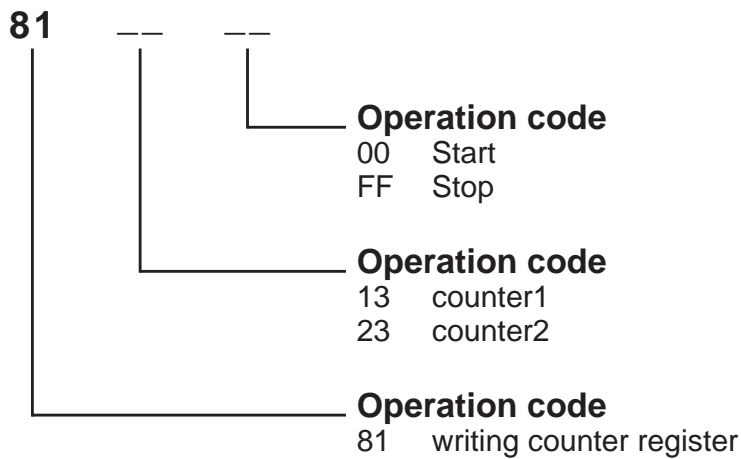 81 __ __
Operation code
00 Start
FF Stop
Operation code
13 counter1
23 counter2
Operation code
81 writing counter register